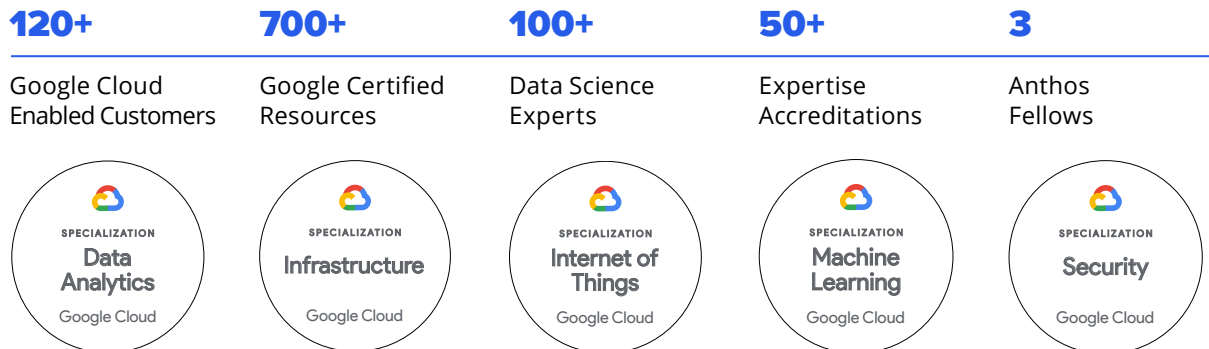 120+
700+
100+
50+
3
Google Cloud
Enabled Customers
Google Certified
Resources
Data Science
Experts
Expertise
Accreditations
Anthos
Fellows
SPECIALIZATION
Data
Analytics
Google Cloud
SPECIALIZATION
Infrastructure
Google Cloud
SPECIALIZATION
Internet of
Things
Google Cloud
SPECIALIZATION
Machine
Learning
Google Cloud
SPECIALIZATION
Security
Google Cloud